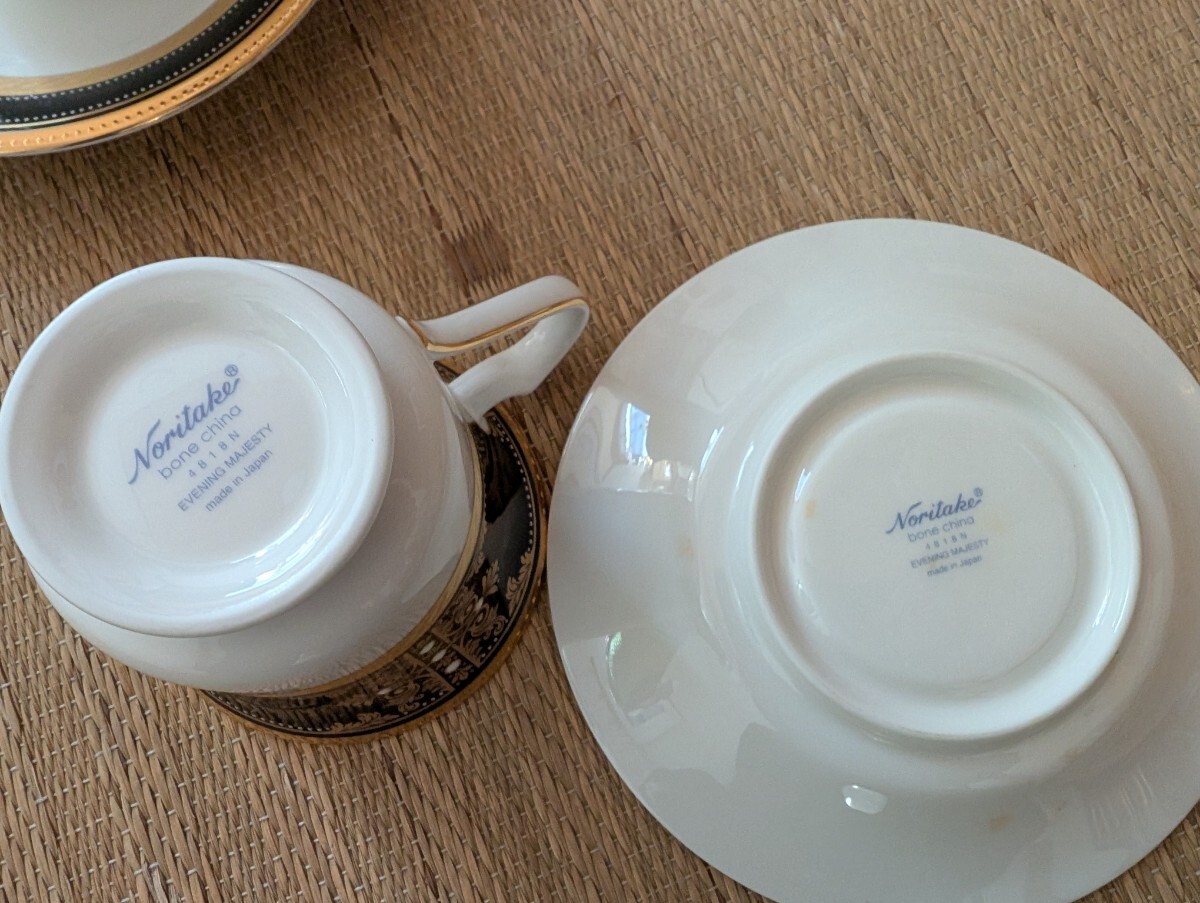 Noritake®
bone china
4818N
EVENING MAJESTY
made in Japan
Noritake®
bone china
4818N
EVENING MAJESTY
made in Japan